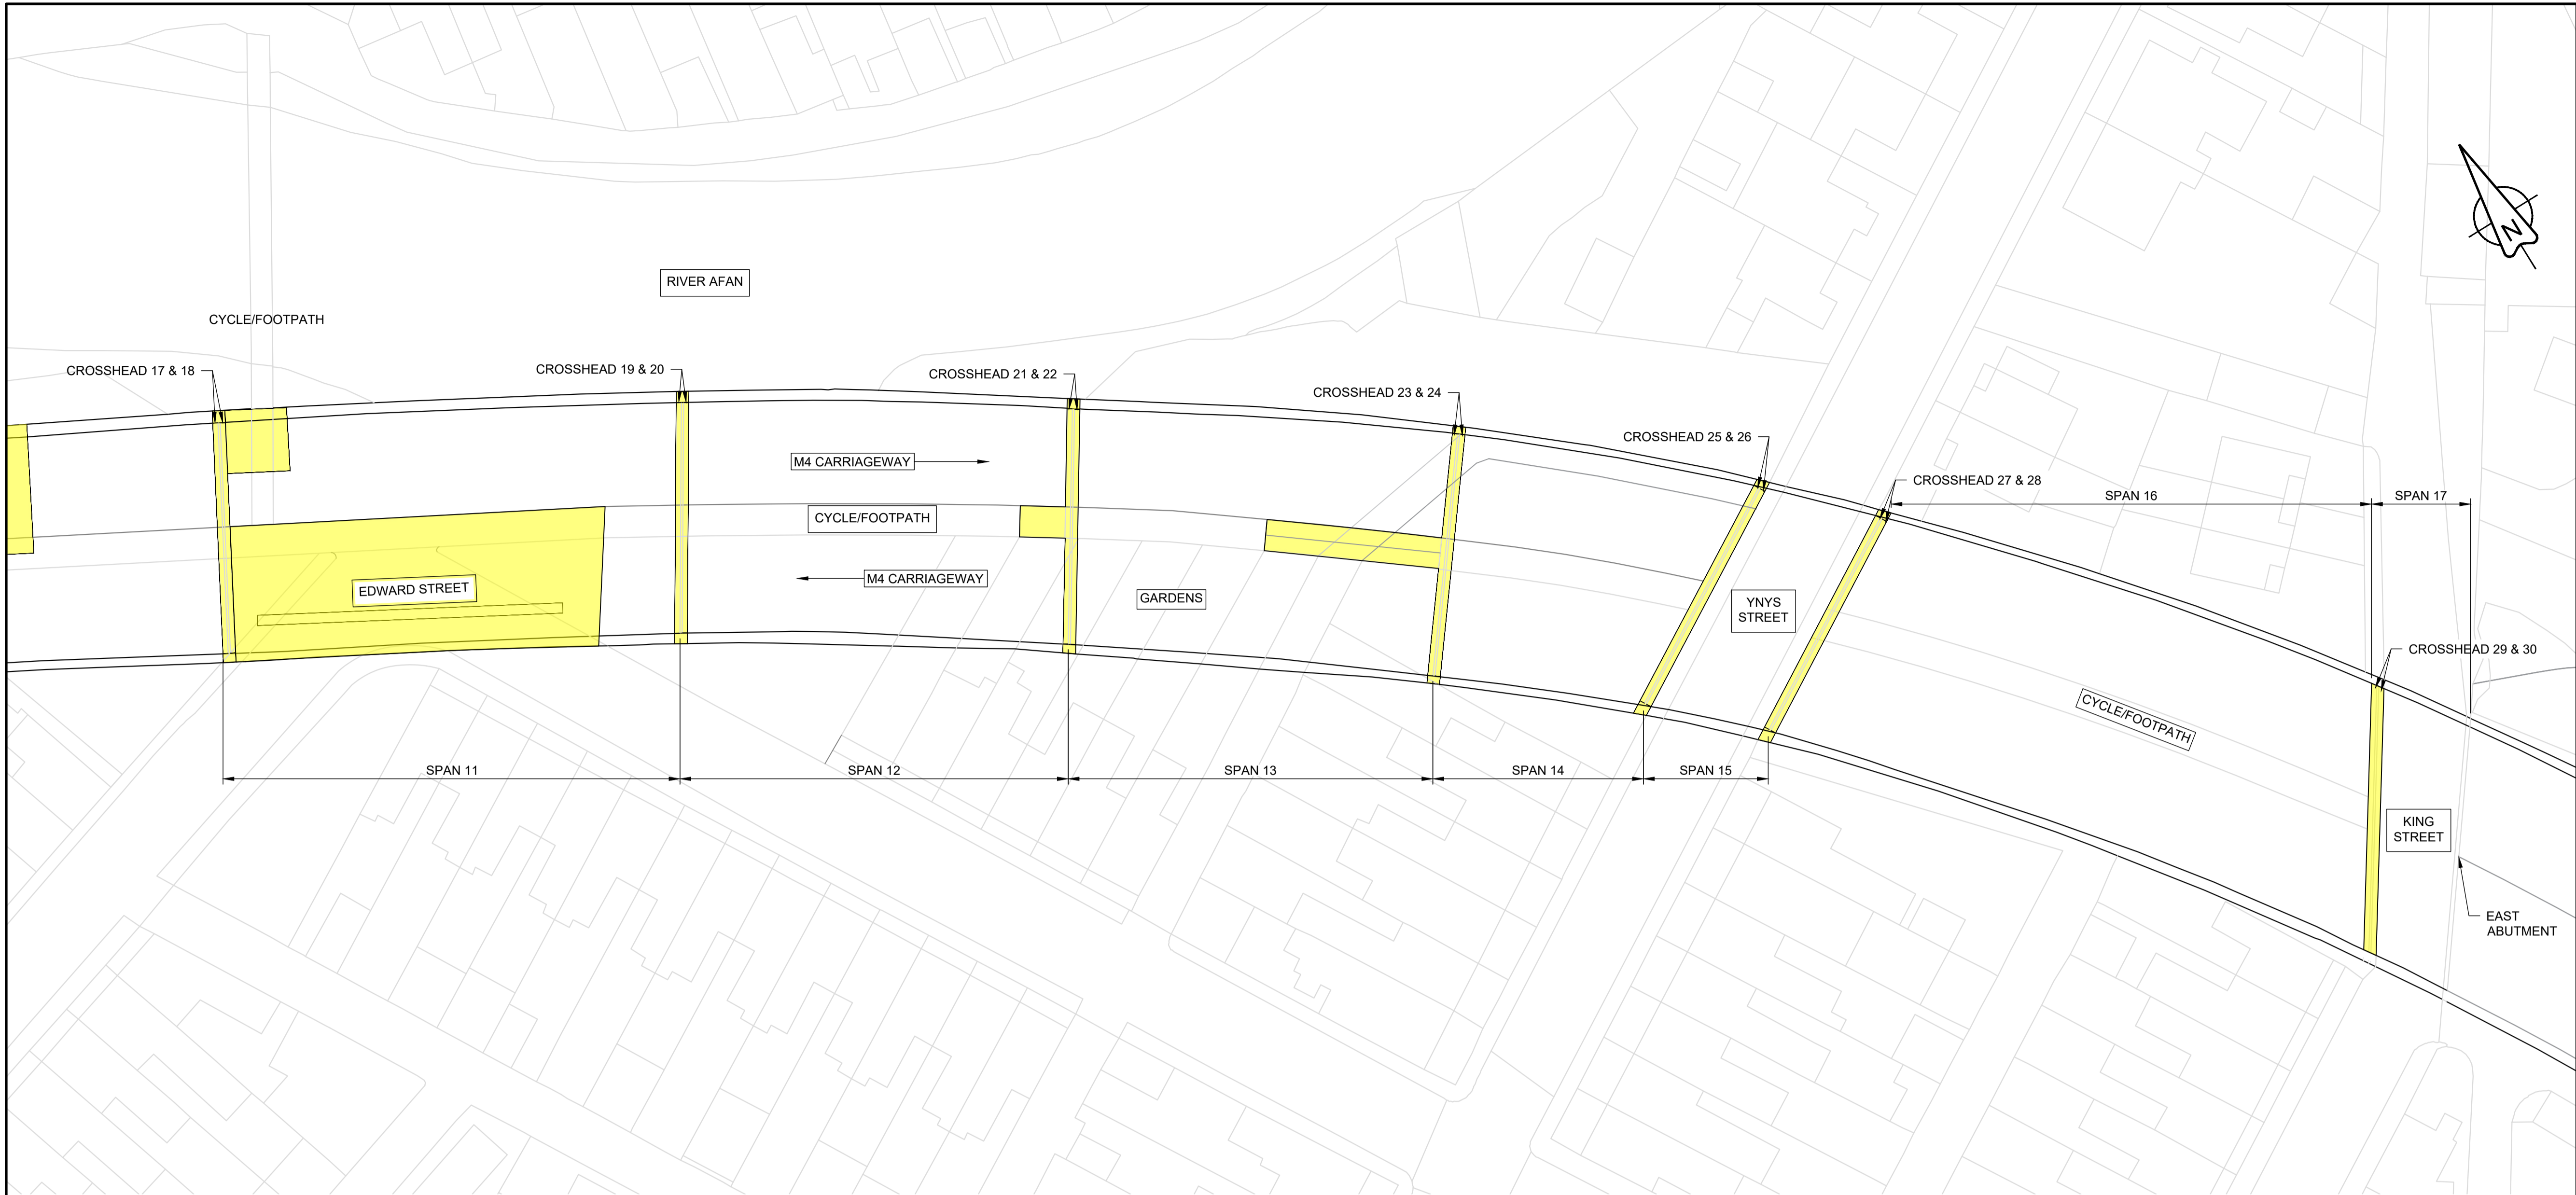 N
RIVER AFAN
CYCLE/FOOTPATH
CROSSHEAD 17 & 18
CROSSHEAD 19 & 20
CROSSHEAD 21 & 22
CROSSHEAD 23 & 24
CROSSHEAD 25 & 26
CROSSHEAD 27 & 28
SPAN 16
SPAN 17
M4 CARRIAGEWAY
CYCLE/FOOTPATH
M4 CARRIAGEWAY
EDWARD STREET
GARDENS
YNYS
STREET
CROSSHEAD 29 & 30
CYCLE/FOOTPATH
SPAN 11
SPAN 12
SPAN 13
SPAN 14
SPAN 15
KING
STREET
EAST
ABUTMENT